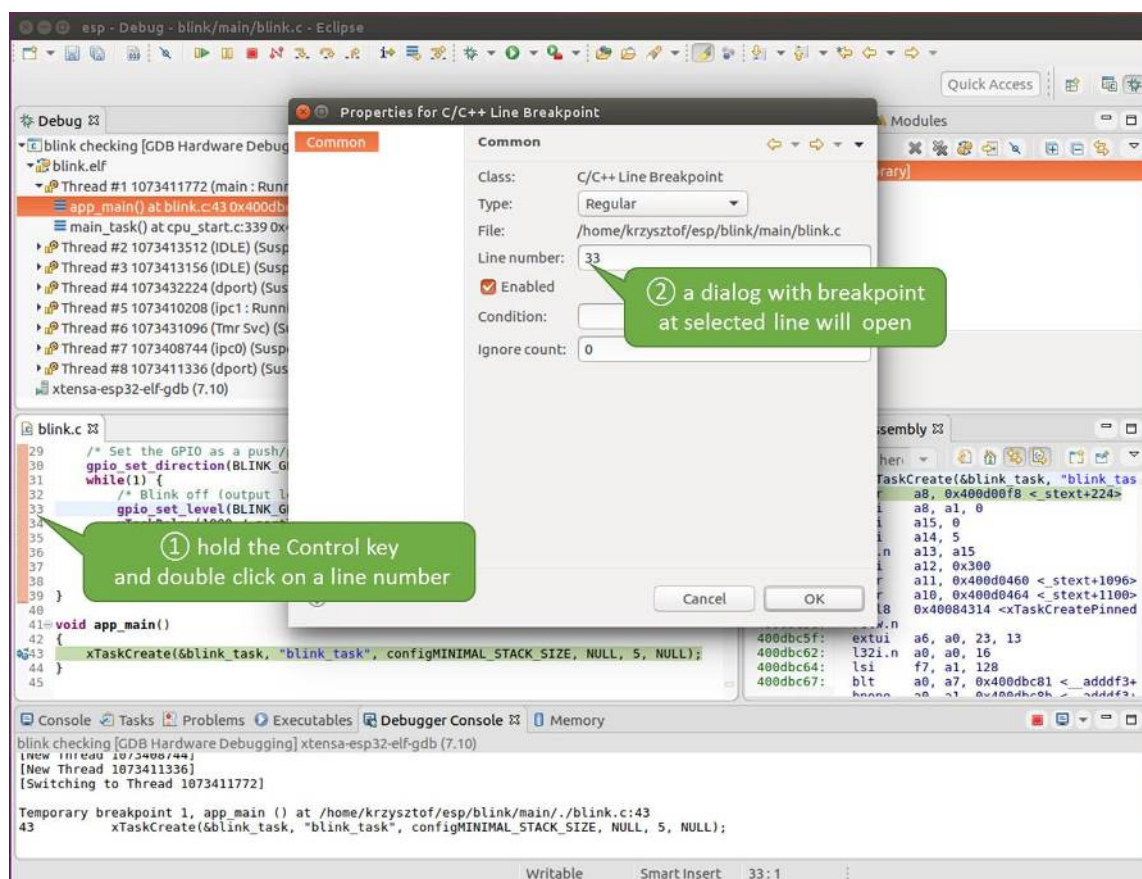 esp - Debug - blink/main/blink.c - Eclipse
Quick Access
Debug
blink checking [GDB Hardware Debug
blink.elf
Thread #1 1073411772 (main : Runn
app_main() at blink.c:43 0x400dbc
main_task() at cpu_start.c:339 0x4
Thread #2 1073413512 (IDLE) (Susp
Thread #3 1073413156 (IDLE) (Susp
Thread #4 1073432224 (dport) (Sus
Thread #5 1073410208 (ipc1 : Runni
Thread #6 1073431096 (Tmr Svc) (S
Thread #7 1073408744 (ipc0) (Susp
Thread #8 1073411336 (dport) (Sus
xtensa-esp32-elf-gdb (7.10)
Modules
rary]
Properties for C/C++ Line Breakpoint
Common
Common
Class: C/C++ Line Breakpoint
Type: Regular
File: /home/krzysztof/esp/blink/main/blink.c
Line number: 33
Enabled
Condition:
Ignore count: 0
② a dialog with breakpoint
at selected line will open
Cancel OK
blink.c
29 /* Set the GPIO as a push/
30 gpio_set_direction(BLINK_G
31 while(1) {
32 /* Blink off (output l
33 gpio_set_level(BLINK_G
34
35
36
37
38
39 }
40
41 void app_main()
42 {
43 xTaskCreate(&blink_task, "blink_task", configMINIMAL_STACK_SIZE, NULL, 5, NULL);
44 }
45
① hold the Control key
and double click on a line number
ssembly
her
TaskCreate(&blink_task, "blink_tas
r a8, 0x400d00f8 <_stext+224>
i a8, a1, 0
i a15, 0
i a14, 5
.n a13, a15
i a12, 0x300
r a11, 0x400d0460 <_stext+1096>
r a10, 0x400d0464 <_stext+1100>
l8 0x40084314 <xTaskCreatePinned
400dbc5f: extui a6, a0, 23, 13
400dbc62: l32i.n a0, a0, 16
400dbc64: lsi f7, a1, 128
400dbc67: blt a0, a7, 0x400dbc81 <__adddf3+
Console Tasks Problems Executables Debugger Console Memory
blink checking [GDB Hardware Debugging] xtensa-esp32-elf-gdb (7.10)
[New Thread 1073408744]
[New Thread 1073411336]
[Switching to Thread 1073411772]
Temporary breakpoint 1, app_main () at /home/krzysztof/esp/blink/main/./blink.c:43
43 xTaskCreate(&blink_task, "blink_task", configMINIMAL_STACK_SIZE, NULL, 5, NULL);
Writable Smart Insert 33 : 1